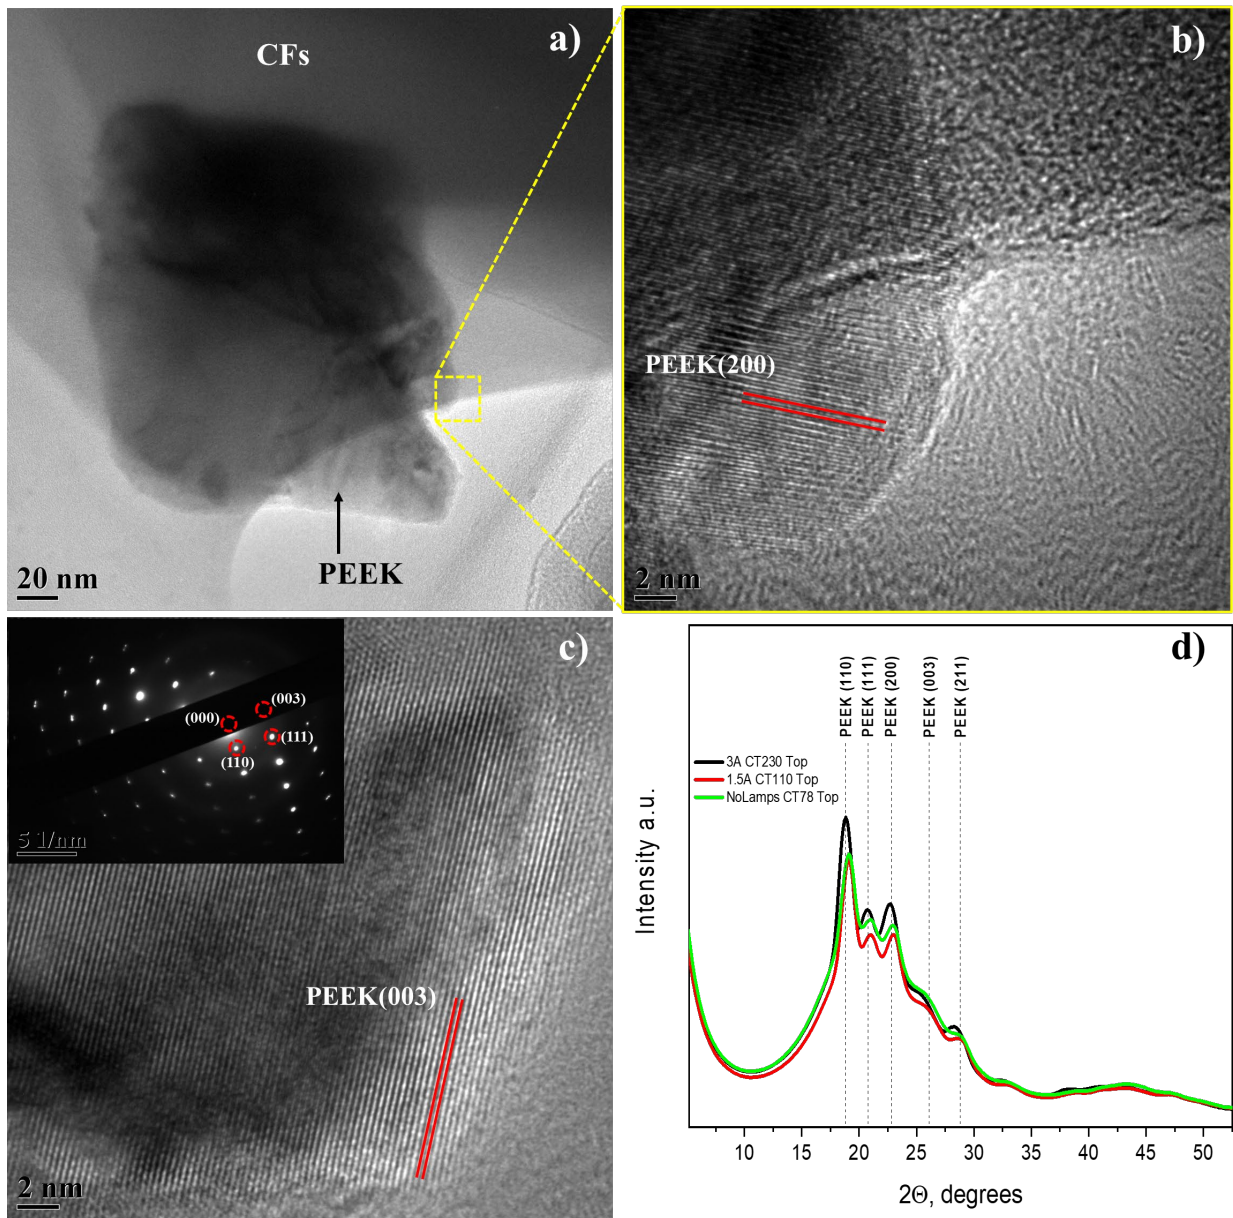 CFs
a)
PEEK
20 nm
b)
PEEK(200)
2 nm
c)
(003)
(000)
(111)
(110)
5 1/nm
PEEK(003)
2 nm
d)
PEEK (110)
PEEK (111)
PEEK (200)
PEEK (003)
PEEK (211)
3A CT230 Top
1.5A CT110 Top
NoLamps CT78 Top
Intensity a.u.
10 15 20 25 30 35 40 45 50
2Θ, degrees